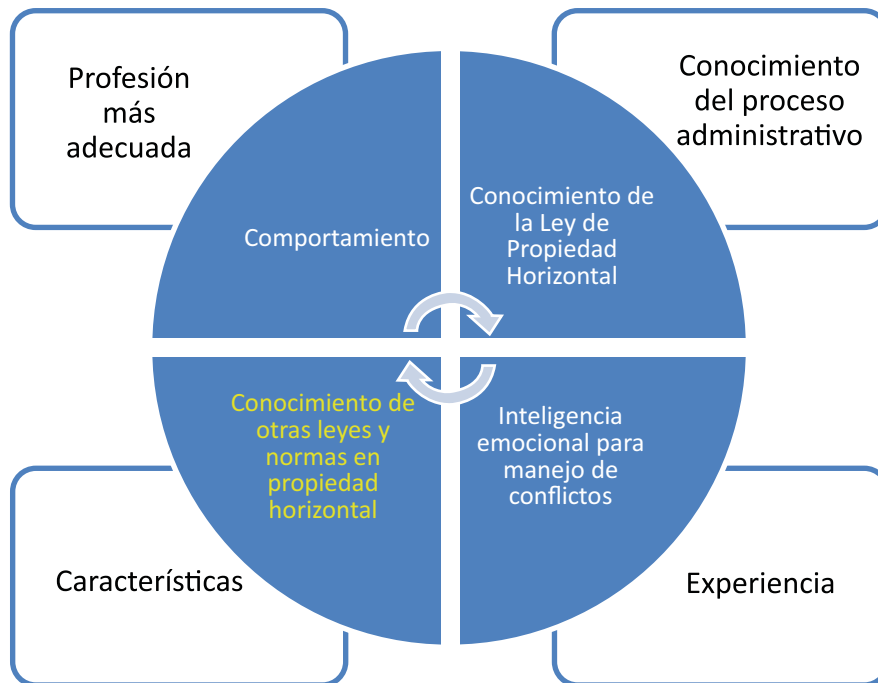 Profesión
más
adecuada
Conocimiento
del proceso
administrativo
Comportamiento
Conocimiento de
la Ley de
Propiedad
Horizontal
Conocimiento de
otras leyes y
normas en
propiedad
horizontal
Inteligencia
emocional para
manejo de
conflictos
Características
Experiencia